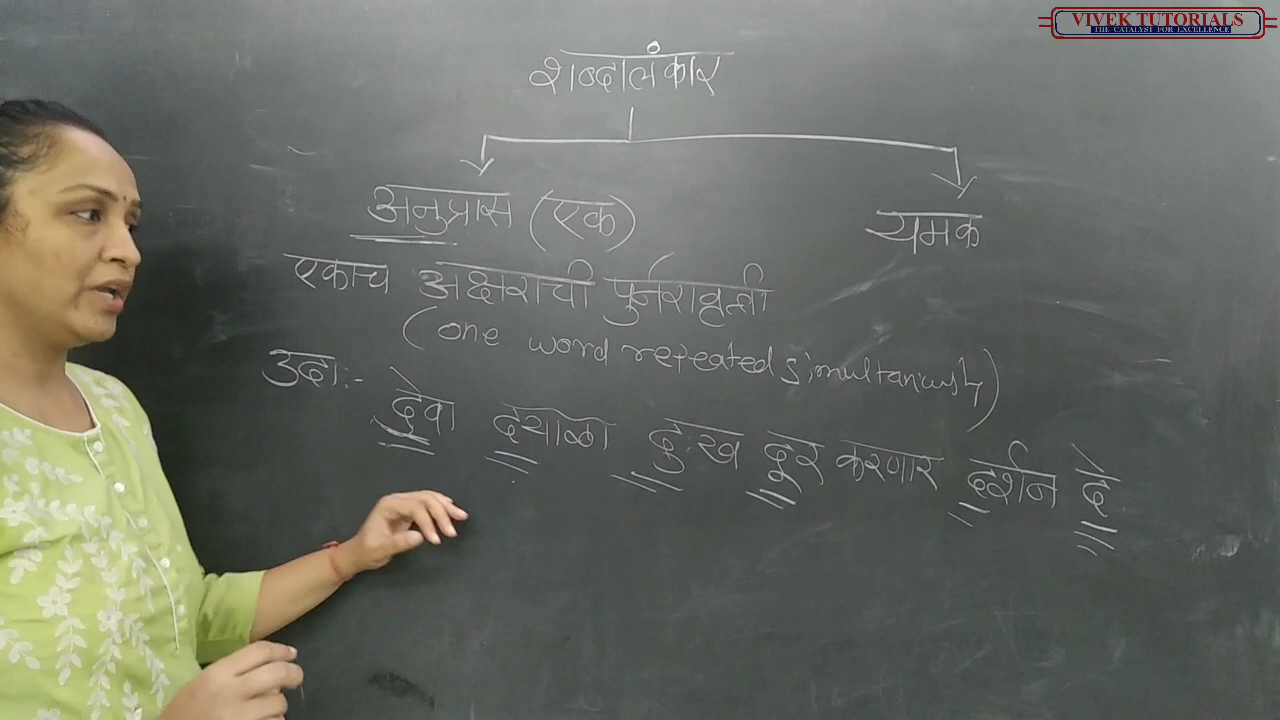 VIVEK TUTORIALS
THE CATALYST FOR EXCELLENCE
शब्दालंकार
अनुप्रास (एक)
यमक
एकाच अक्षराची पुर्नरावृत्ती
(one word repeated simultaneously)
उदा:- देवा दयाळा दुःख दूर करणार दर्शन दे